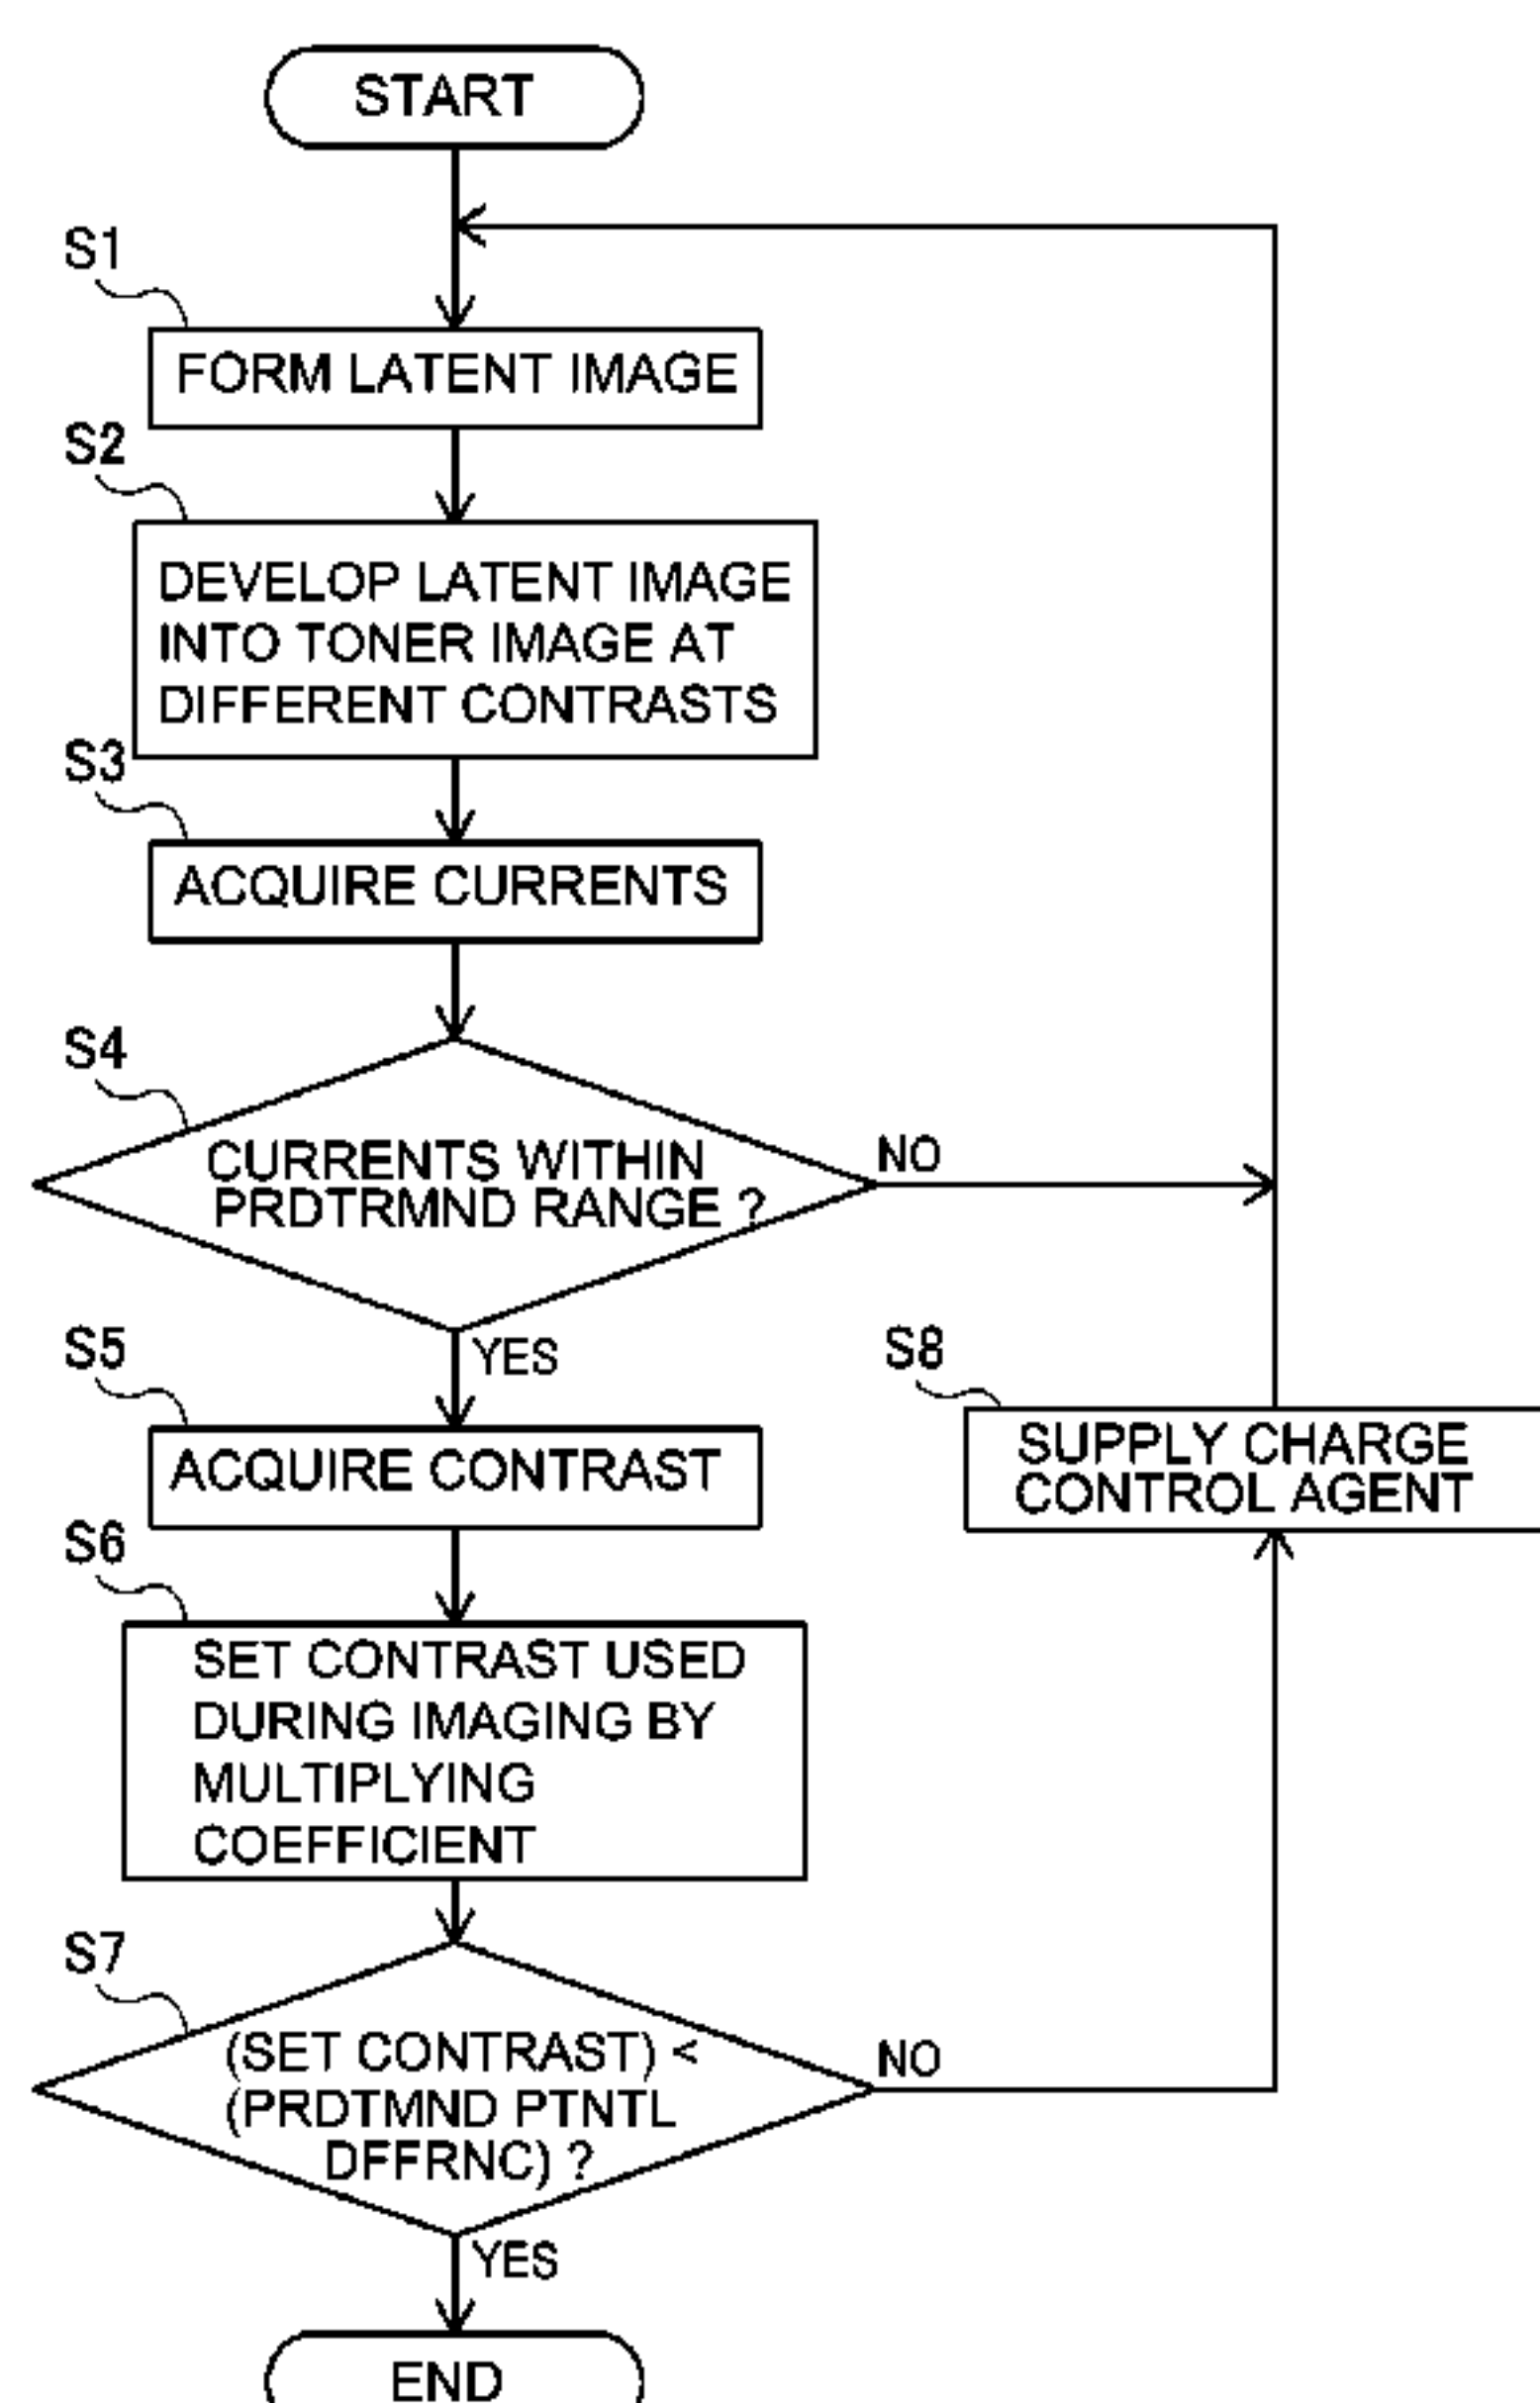 START
S1
FORM LATENT IMAGE
S2
DEVELOP LATENT IMAGE
INTO TONER IMAGE AT
DIFFERENT CONTRASTS
S3
ACQUIRE CURRENTS
S4
CURRENTS WITHIN
PRDTRMND RANGE ?
NO
YES
S5
ACQUIRE CONTRAST
S8
SUPPLY CHARGE
CONTROL AGENT
S6
SET CONTRAST USED
DURING IMAGING BY
MULTIPLYING
COEFFICIENT
S7
(SET CONTRAST) <
(PRDTMND PTNTL
DFFRNC) ?
NO
YES
END